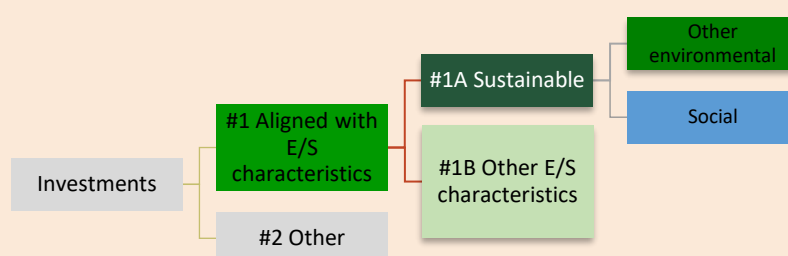 Investments
#1 Aligned with
E/S
characteristics
#2 Other
#1A Sustainable
#1B Other E/S
characteristics
Other
environmental
Social